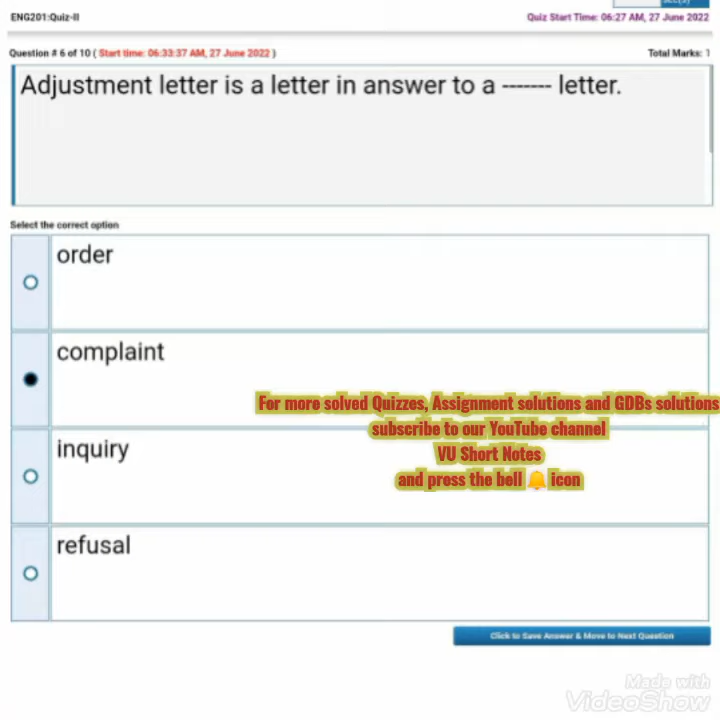 ENG201:Quiz-II
Quiz Start Time: 06:27 AM, 27 June 2022
Question # 6 of 10 ( Start time: 06:33:37 AM, 27 June 2022 )
Total Marks: 1
Adjustment letter is a letter in answer to a ------- letter.
Select the correct option
order
complaint
For more solved Quizzes, Assignment solutions and GDBs solutions
subscribe to our YouTube channel
VU Short Notes
and press the bell 🔔 icon
inquiry
refusal
Click to Save Answer & Move to Next Question
Made with
VideoShow